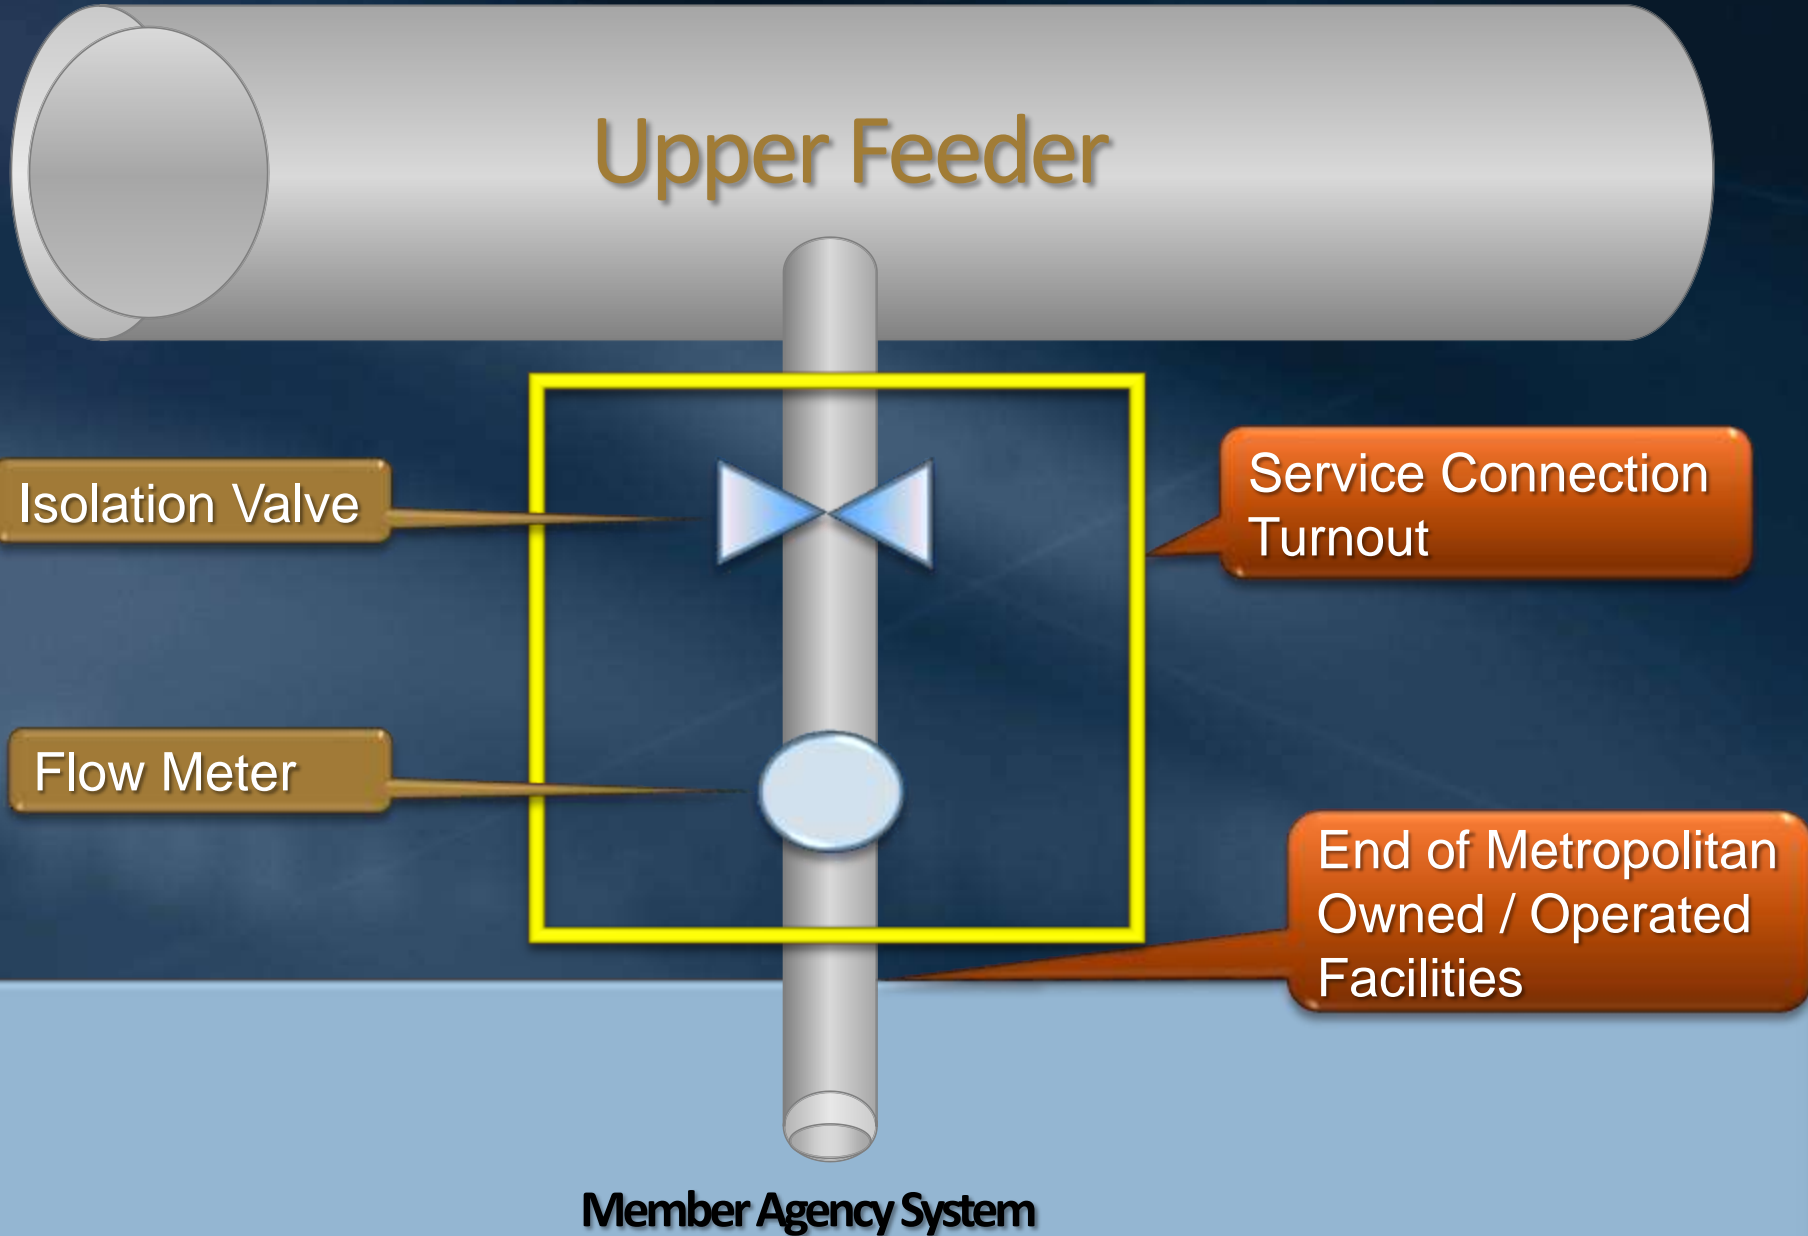 Upper Feeder
Isolation Valve
Service Connection
Turnout
Flow Meter
End of Metropolitan
Owned / Operated
Facilities
Member Agency System